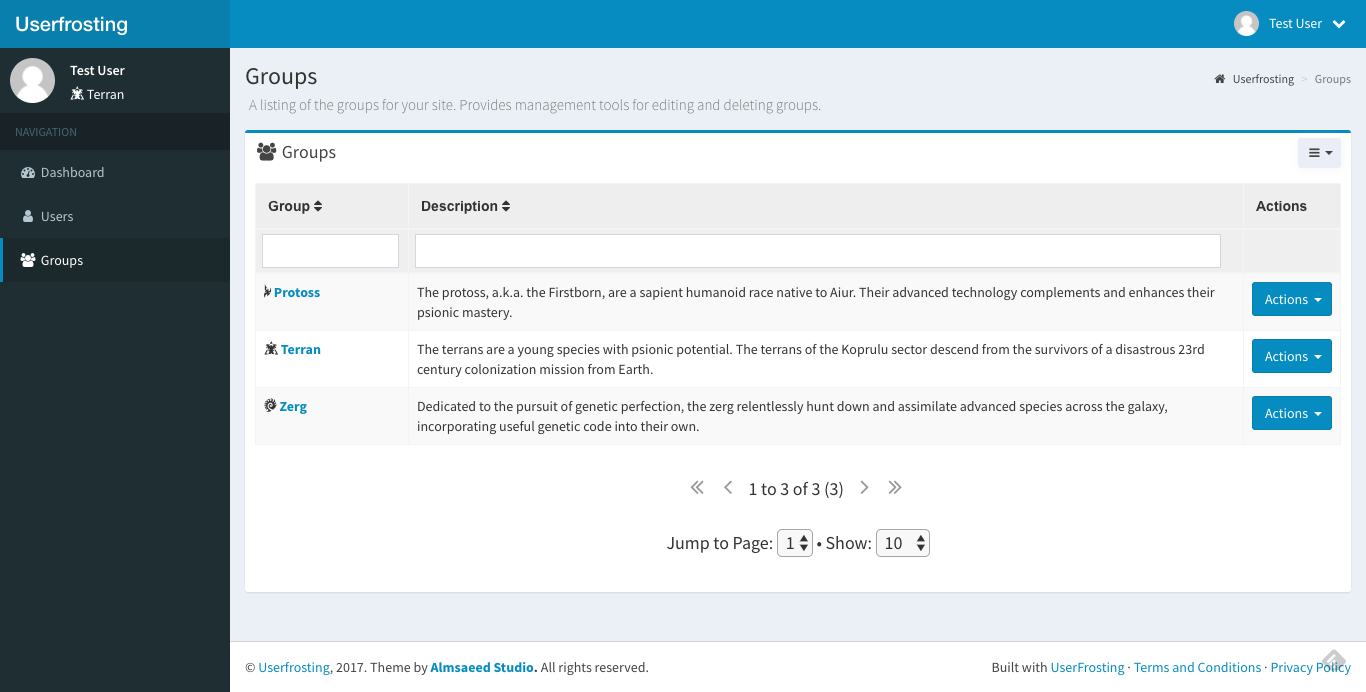 Userfrosting
Test User
Test User
Terran
NAVIGATION
Dashboard
Users
Groups
Groups
A listing of the groups for your site. Provides management tools for editing and deleting groups.
Userfrosting > Groups
Groups
Group Description Actions
Protoss
The protoss, a.k.a. the Firstborn, are a sapient humanoid race native to Aiur. Their advanced technology complements and enhances their
psionic mastery.
Actions
Terran
The terrans are a young species with psionic potential. The terrans of the Koprulu sector descend from the survivors of a disastrous 23rd
century colonization mission from Earth.
Actions
Zerg
Dedicated to the pursuit of genetic perfection, the zerg relentlessly hunt down and assimilate advanced species across the galaxy,
incorporating useful genetic code into their own.
Actions
1 to 3 of 3 (3)
Jump to Page: 1 • Show: 10
© Userfrosting, 2017. Theme by Almsaeed Studio. All rights reserved.
Built with UserFrosting · Terms and Conditions · Privacy Policy